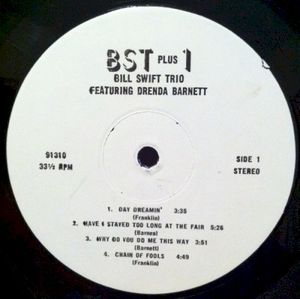 BST PLUS 1
BILL SWIFT TRIO
FEATURING DRENDA BARNETT
91310
33⅓ RPM
SIDE 1
STEREO
1. DAY DREAMIN' 3:35
(Franklin)
2. HAVE I STAYED TOO LONG AT THE FAIR 5:26
(Barnes)
3. WHY DO YOU DO ME THIS WAY 3:51
(Barnett)
4. CHAIN OF FOOLS 4:49
(Franklin)